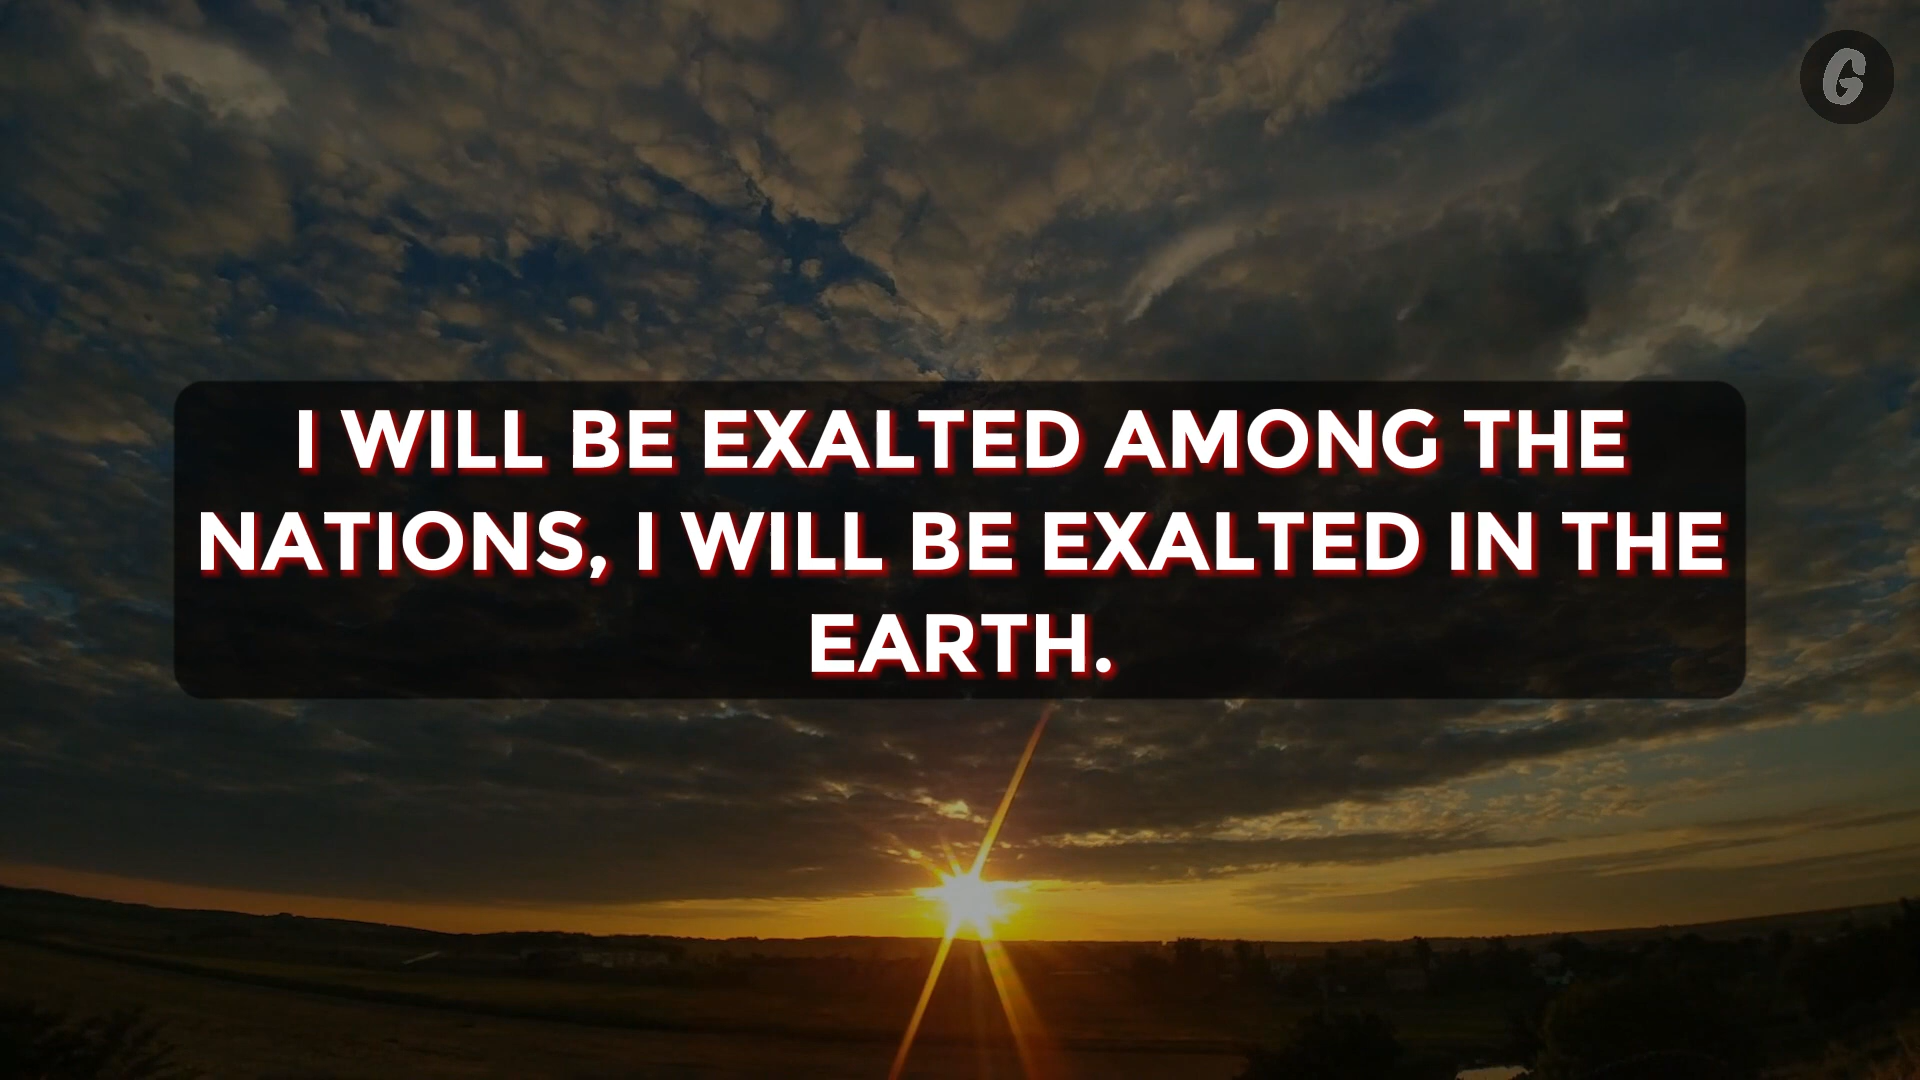 G
I WILL BE EXALTED AMONG THE
NATIONS, I WILL BE EXALTED IN THE
EARTH.